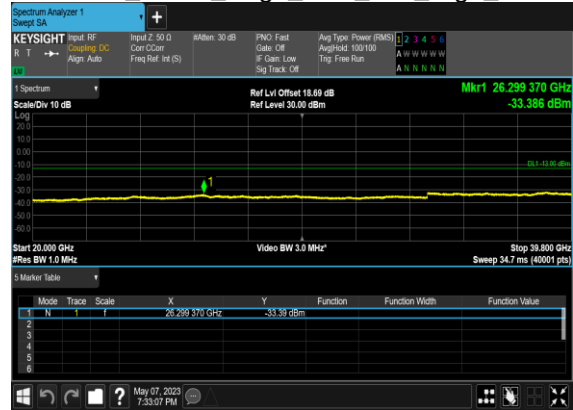 Spectrum Analyzer 1
Swept SA
KEYSIGHT
R T
Input: RF
Coupling: DC
Align: Auto
Input Z: 50 Ω
Corr CCorr
Freq Ref: Int (S)
#Atten: 30 dB
PNO: Fast
Gate: Off
IF Gain: Low
Sig Track: Off
Avg Type: Power (RMS)
Avg|Hold: 100/100
Trig: Free Run
1 2 3 4 5 6
A W W W W W
A N N N N N
1 Spectrum
Scale/Div 10 dB
Ref Lvl Offset 18.69 dB
Ref Level 30.00 dBm
Mkr1 26.299 370 GHz
-33.386 dBm
Log
20.0
10.0
0.00
-10.0
-20.0
-30.0
-40.0
-50.0
-60.0
DL1 -13.00 dBm
1
Start 20.000 GHz
#Res BW 1.0 MHz
Video BW 3.0 MHz*
Stop 39.800 GHz
Sweep 34.7 ms (40001 pts)
5 Marker Table
Mode Trace Scale X Y Function Function Width Function Value
1 N 1 f 26.299 370 GHz -33.39 dBm
2
3
4
5
6
May 07, 2023
7:33:07 PM